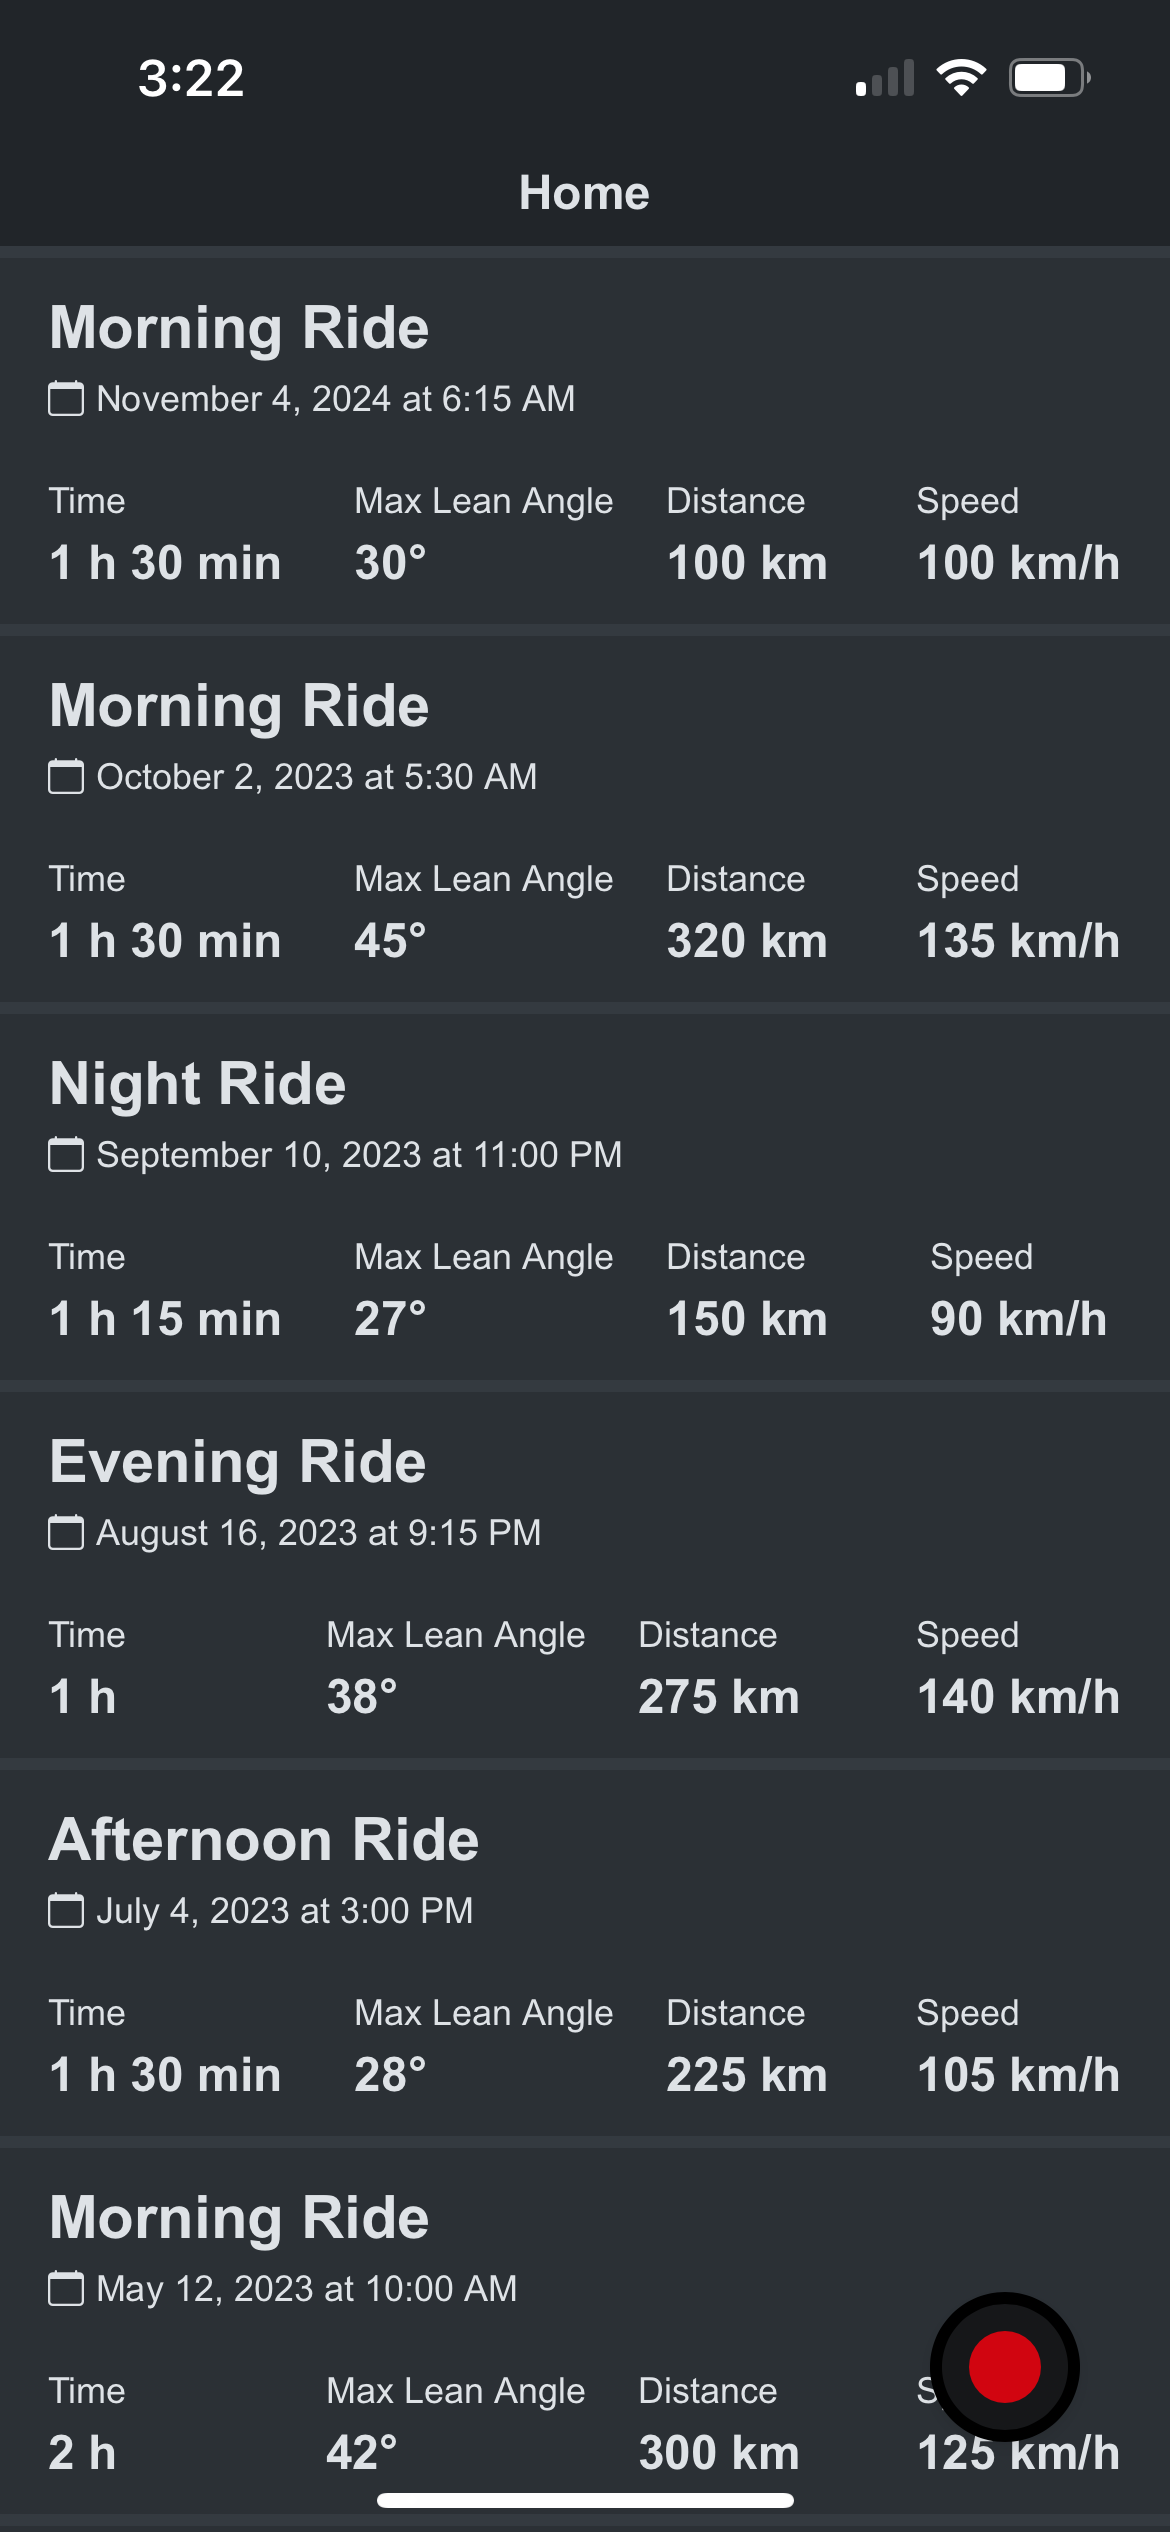 3:22
Home
Morning Ride
November 4, 2024 at 6:15 AM
Time Max Lean Angle Distance Speed
1 h 30 min 30° 100 km 100 km/h
Morning Ride
October 2, 2023 at 5:30 AM
Time Max Lean Angle Distance Speed
1 h 30 min 45° 320 km 135 km/h
Night Ride
September 10, 2023 at 11:00 PM
Time Max Lean Angle Distance Speed
1 h 15 min 27° 150 km 90 km/h
Evening Ride
August 16, 2023 at 9:15 PM
Time Max Lean Angle Distance Speed
1 h 38° 275 km 140 km/h
Afternoon Ride
July 4, 2023 at 3:00 PM
Time Max Lean Angle Distance Speed
1 h 30 min 28° 225 km 105 km/h
Morning Ride
May 12, 2023 at 10:00 AM
Time Max Lean Angle Distance
2 h 42° 300 km 125 km/h